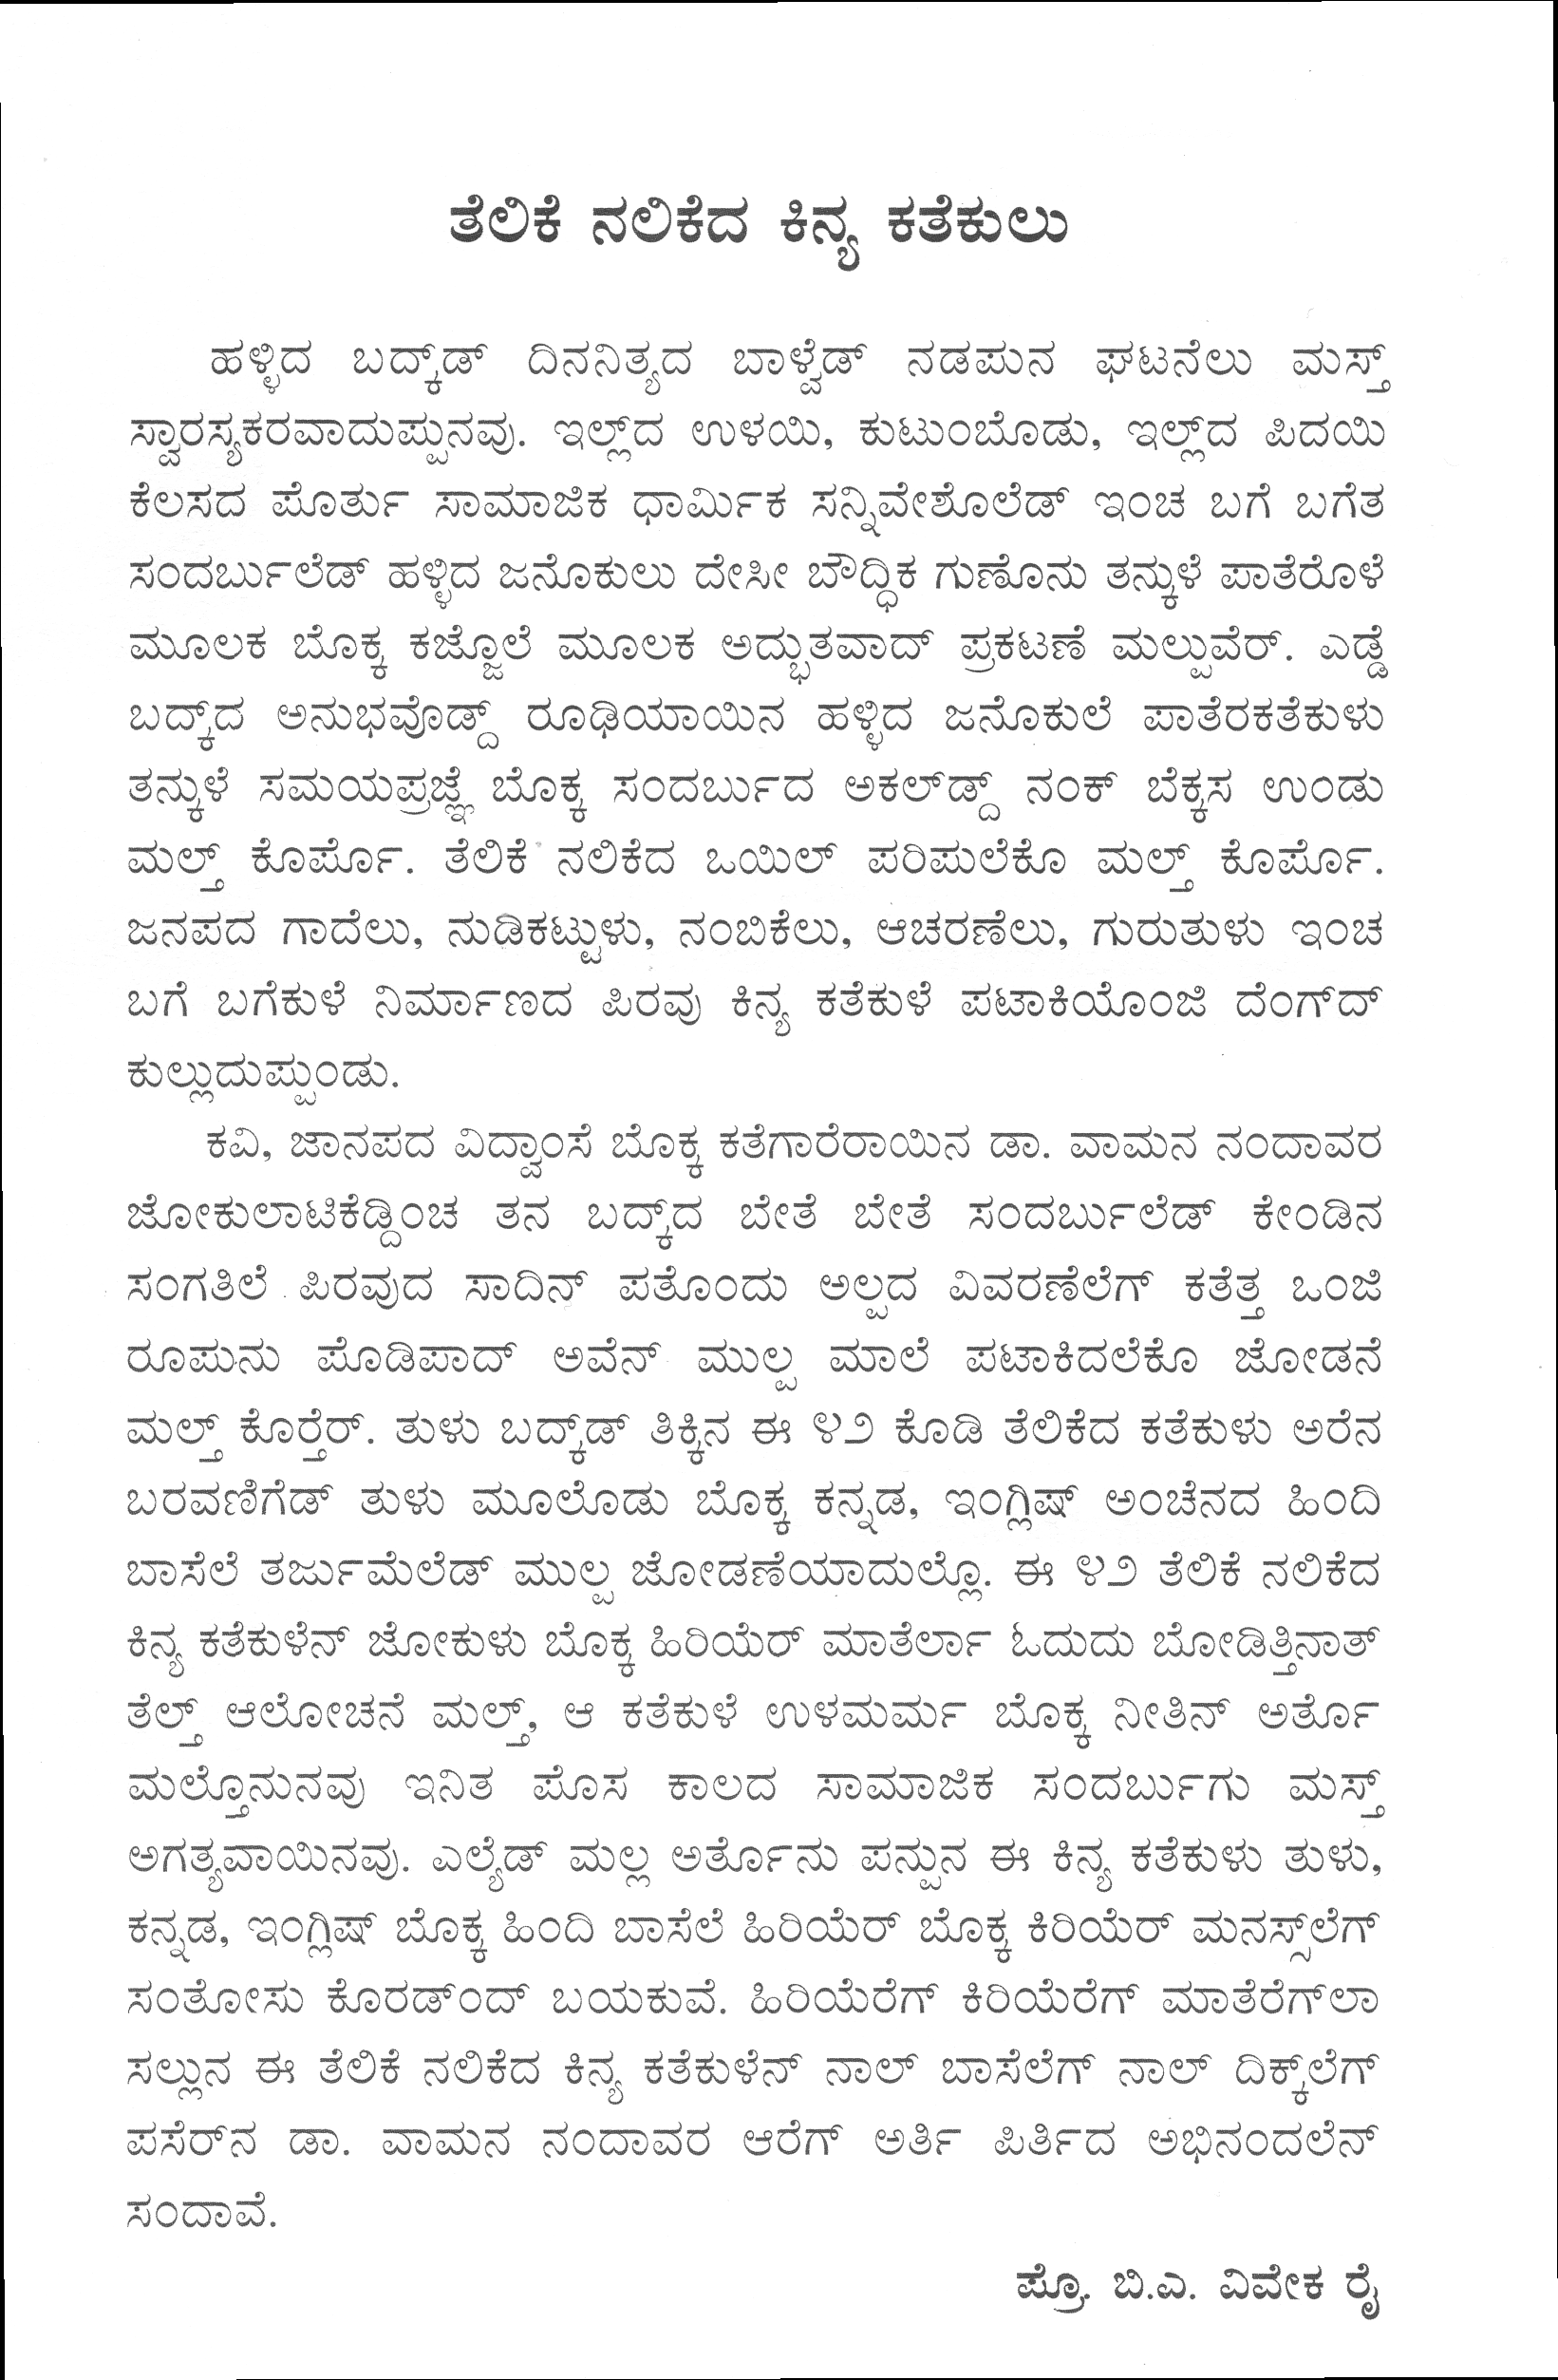 ತೆಲಿಕೆ ನಲಿಕೆದ ಕಿನ್ಯ ಕತೆಕುಲು
ಹಳ್ಳಿದ ಬದ್ಕ್‌ಡ್ ದಿನನಿತ್ಯದ ಬಾಳ್ವೆಡ್ ನಡಪುನ ಘಟನೆಲು ಮಸ್ತ್
ಸ್ವಾರಸ್ಯಕರವಾದುಪ್ಪುನವು. ಇಲ್ಲ್‌ದ ಉಳಯಿ, ಕುಟುಂಬೊಡು, ಇಲ್ಲ್‌ದ ಪಿದಯಿ
ಕೆಲಸದ ಪೊರ್ತು ಸಾಮಾಜಿಕ ಧಾರ್ಮಿಕ ಸನ್ನಿವೇಶೊಲೆಡ್ ಇಂಚ ಬಗೆ ಬಗೆತ
ಸಂದರ್ಬುಲೆಡ್ ಹಳ್ಳಿದ ಜನೊಕುಲು ದೇಸೀ ಬೌದ್ಧಿಕ ಗುಣೊನು ತನ್ಕುಳೆ ಪಾತೆರೊಳೆ
ಮೂಲಕ ಬೊಕ್ಕ ಕಜ್ಜೊಲೆ ಮೂಲಕ ಅದ್ಭುತವಾದ್ ಪ್ರಕಟಣೆ ಮಲ್ಪುವೆರ್. ಎಡ್ಡೆ
ಬದ್ಕ್‌ದ ಅನುಭವೊಡ್ದ್ ರೂಢಿಯಾಯಿನ ಹಳ್ಳಿದ ಜನೊಕುಲೆ ಪಾತೆರಕತೆಕುಳು
ತನ್ಕುಳೆ ಸಮಯಪ್ರಜ್ಞೆ ಬೊಕ್ಕ ಸಂದರ್ಬುದ ಅಕಲ್‌ಡ್ದ್ ನಂಕ್ ಬೆಕ್ಕಸ ಉಂಡು
ಮಲ್ತ್ ಕೊರ್ಪೊ. ತೆಲಿಕೆ ನಲಿಕೆದ ಒಯಿಲ್ ಪರಿಪುಲೆಕೊ ಮಲ್ತ್ ಕೊರ್ಪೊ.
ಜನಪದ ಗಾದೆಲು, ನುಡಿಕಟ್ಟುಳು, ನಂಬಿಕೆಲು, ಆಚರಣೆಲು, ಗುರುತುಳು ಇಂಚ
ಬಗೆ ಬಗೆಕುಳೆ ನಿರ್ಮಾಣದ ಪಿರವು ಕಿನ್ಯ ಕತೆಕುಳೆ ಪಟಾಕಿಯೊಂಜಿ ದೆಂಗ್‌ದ್
ಕುಲ್ಲುದುಪ್ಪುಂಡು.
ಕವಿ, ಜಾನಪದ ವಿದ್ವಾಂಸೆ ಬೊಕ್ಕ ಕತೆಗಾರೆರಾಯಿನ ಡಾ. ವಾಮನ ನಂದಾವರ
ಜೋಕುಲಾಟಿಕೆಡ್ದಿಂಚ ತನ ಬದ್ಕ್‌ದ ಬೇತೆ ಬೇತೆ ಸಂದರ್ಬುಲೆಡ್ ಕೇಂಡಿನ
ಸಂಗತಿಲೆ ಪಿರವುದ ಸಾದಿನ್ ಪತೊಂದು ಅಲ್ಪದ ವಿವರಣೆಲೆಗ್ ಕತೆತ್ತ ಒಂಜಿ
ರೂಪುನು ಪೊಡಿಪಾದ್ ಅವೆನ್ ಮುಲ್ಪ ಮಾಲೆ ಪಟಾಕಿದಲೆಕೊ ಜೋಡನೆ
ಮಲ್ತ್ ಕೊರ್‍ತೆರ್. ತುಳು ಬದ್ಕ್‌ಡ್ ತಿಕ್ಕಿನ ಈ ೪೨ ಕೊಡಿ ತೆಲಿಕೆದ ಕತೆಕುಳು ಅರೆನ
ಬರವಣಿಗೆಡ್ ತುಳು ಮೂಲೊಡು ಬೊಕ್ಕ ಕನ್ನಡ, ಇಂಗ್ಲಿಷ್ ಅಂಚೆನದ ಹಿಂದಿ
ಬಾಸೆಲೆ ತರ್ಜುಮೆಲೆಡ್ ಮುಲ್ಪ ಜೋಡಣೆಯಾದುಲ್ಲೊ. ಈ ೪೨ ತೆಲಿಕೆ ನಲಿಕೆದ
ಕಿನ್ಯ ಕತೆಕುಳೆನ್ ಜೋಕುಳು ಬೊಕ್ಕ ಹಿರಿಯೆರ್ ಮಾತೆರ್ಲಾ ಓದುದು ಬೋಡಿತ್ತಿನಾತ್
ತೆಲ್ತ್ ಆಲೋಚನೆ ಮಲ್ತ್, ಆ ಕತೆಕುಳೆ ಉಳಮರ್ಮ ಬೊಕ್ಕ ನೀತಿನ್ ಅರ್ತೊ
ಮಲ್ತೊನುನವು ಇನಿತ ಪೊಸ ಕಾಲದ ಸಾಮಾಜಿಕ ಸಂದರ್ಬುಗು ಮಸ್ತ್
ಅಗತ್ಯವಾಯಿನವು. ಎಲ್ಯೆಡ್ ಮಲ್ಲ ಅರ್ತೊನು ಪನ್ಪುನ ಈ ಕಿನ್ಯ ಕತೆಕುಳು ತುಳು,
ಕನ್ನಡ, ಇಂಗ್ಲಿಷ್ ಬೊಕ್ಕ ಹಿಂದಿ ಬಾಸೆಲೆ ಹಿರಿಯೆರ್ ಬೊಕ್ಕ ಕಿರಿಯೆರ್ ಮನಸ್ಸ್‌ಲೆಗ್
ಸಂತೋಸು ಕೊರಡ್‌ಂದ್ ಬಯಕುವೆ. ಹಿರಿಯೆರೆಗ್ ಕಿರಿಯೆರೆಗ್ ಮಾತೆರೆಗ್‌ಲಾ
ಸಲ್ಲುನ ಈ ತೆಲಿಕೆ ನಲಿಕೆದ ಕಿನ್ಯ ಕತೆಕುಳೆನ್ ನಾಲ್ ಬಾಸೆಲೆಗ್ ನಾಲ್ ದಿಕ್ಕ್‌ಲೆಗ್
ಪಸೆರ್‌ನ ಡಾ. ವಾಮನ ನಂದಾವರ ಆರೆಗ್ ಅರ್ತಿ ಪಿರ್ತಿದ ಅಭಿನಂದಲೆನ್
ಸಂದಾವೆ.
ಪ್ರೊ. ಬಿ.ಎ. ವಿವೇಕ ರೈ